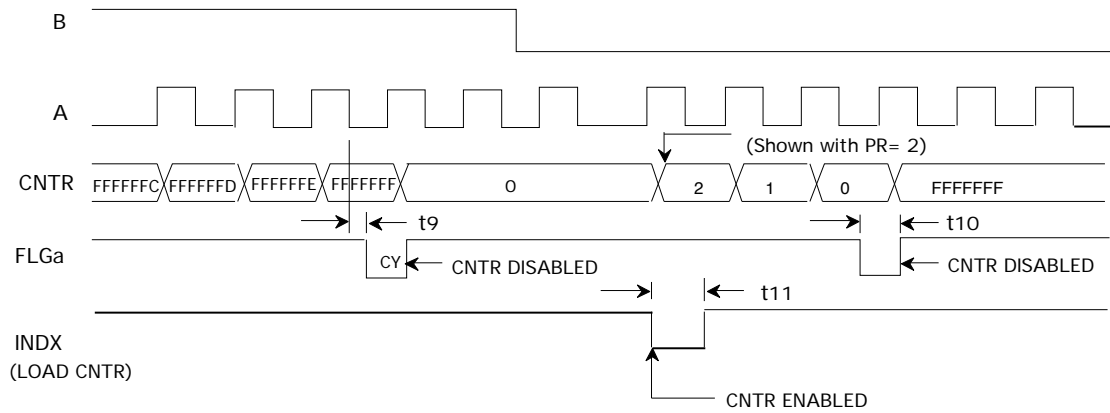 B
A
(Shown with PR= 2)
CNTR FFFFFFC FFFFFFD FFFFFFE FFFFFFF 0 2 1 0 FFFFFFF
t9 t10
FLGa CY CNTR DISABLED CNTR DISABLED
t11
INDX
(LOAD CNTR)
CNTR ENABLED